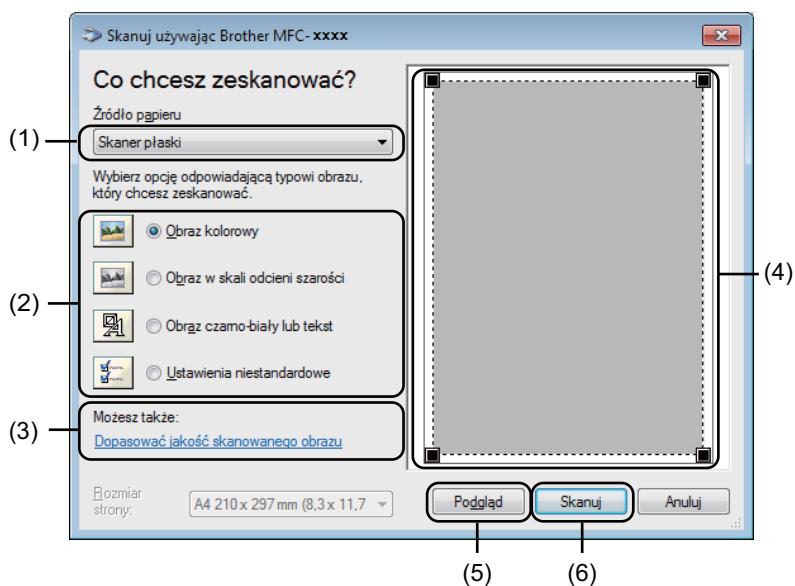 Skanuj używając Brother MFC- xxxx
Co chcesz zeskanować?
Źródło papieru
(1)
Skaner płaski
Wybierz opcję odpowiadającą typowi obrazu,
który chcesz zeskanować.
Obraz kolorowy
Obraz w skali odcieni szarości
(2)
Obraz czarno-biały lub tekst
Ustawienia niestandardowe
(3)
Możesz także:
Dopasować jakość skanowanego obrazu
(4)
Rozmiar
strony:
A4 210 x 297 mm (8,3 x 11,7
Podgląd
Skanuj
Anuluj
(5)
(6)